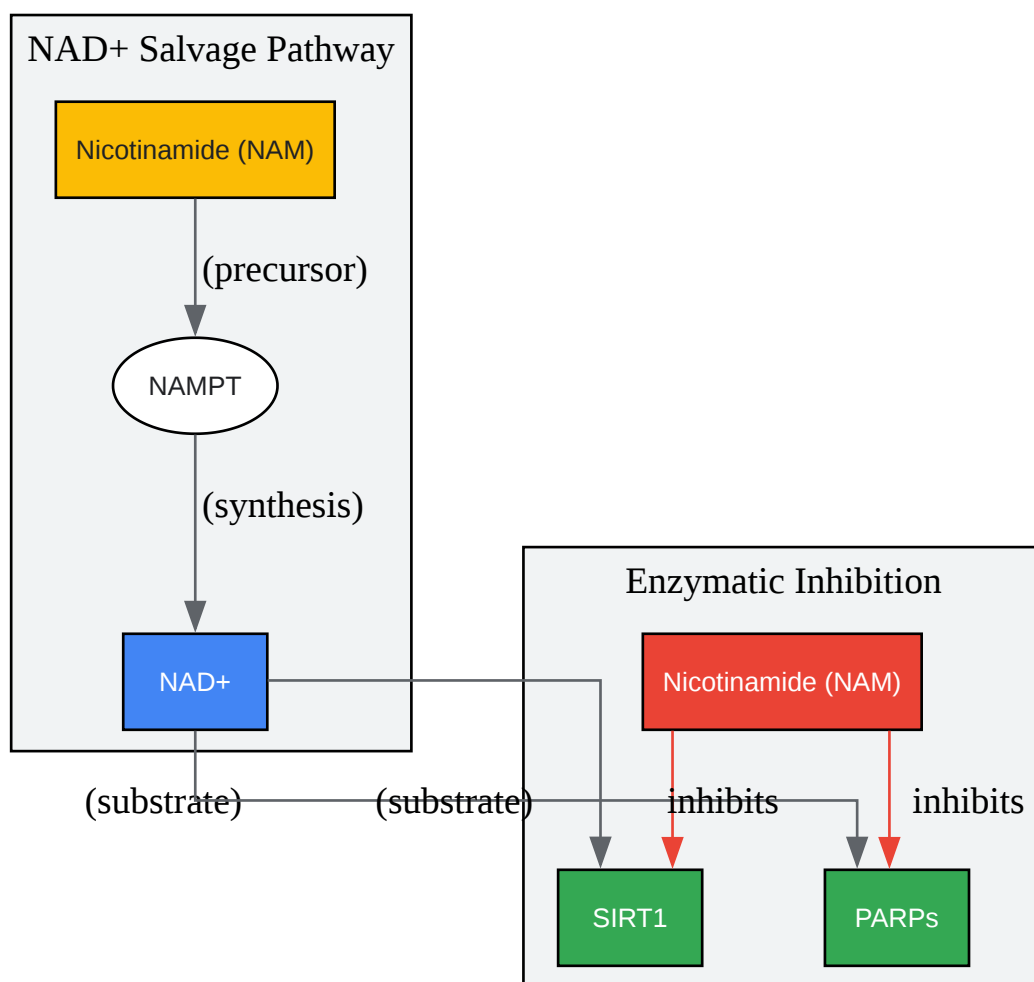 NAD+ Salvage Pathway
Nicotinamide (NAM)
(precursor)
NAMPT
(synthesis)
NAD+
Enzymatic Inhibition
Nicotinamide (NAM)
(substrate)
(substrate)
inhibits
inhibits
SIRT1
PARPs